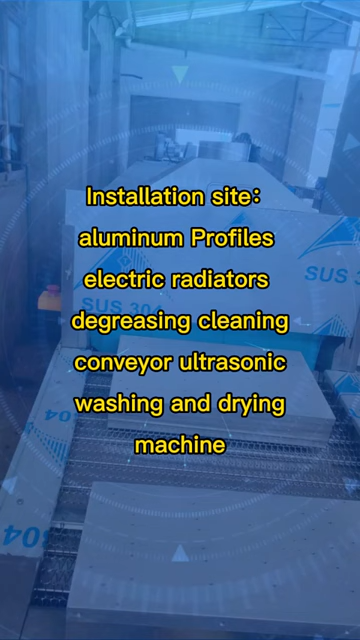 Installation site:
aluminum Profiles
electric radiators
degreasing cleaning
conveyor ultrasonic
washing and drying
machine
SUS 3
SUS 304
04
304